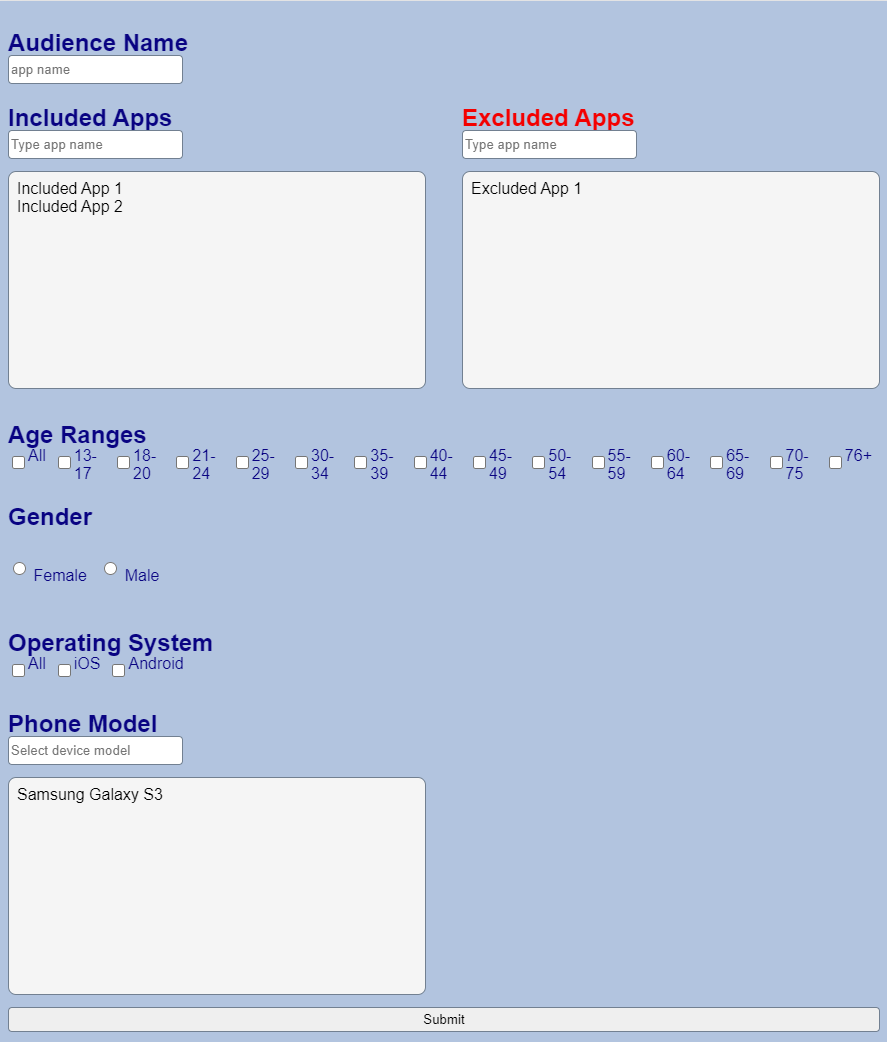 Audience Name
app name
Included Apps
Type app name
Included App 1
Included App 2
Excluded Apps
Type app name
Excluded App 1
Age Ranges
All 13-17 18-20 21-24 25-29 30-34 35-39 40-44 45-49 50-54 55-59 60-64 65-69 70-75 76+
Gender
Female Male
Operating System
All iOS Android
Phone Model
Select device model
Samsung Galaxy S3
Submit